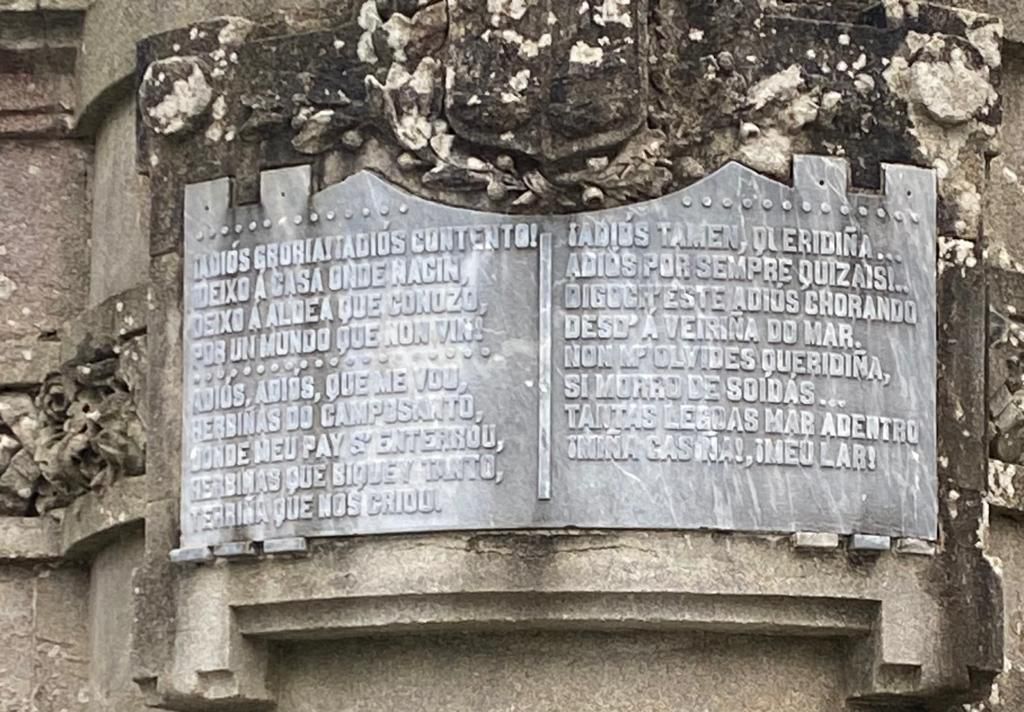 ¡ADIÓS GRORIA! ¡ADIÓS CONTENTO!
DEIXO Á CASA ONDE NACIN,
DEIXO A ALDEA QUE CONOZO,
POR UN MUNDO QUE NON VIN!
ADIÓS, ADIOS, QUE ME VOU,
HERBIÑAS DO CAMPOSANTO,
DONDE MEU PAY S' ENTERROU,
HERBIÑAS QUE BIQUEY TANTO,
TERRIÑA QUE NOS CRIOU.
¡ADIÓS TAMEN, QUERIDIÑA...
ADIÓS POR SEMPRE QUIZAIS!..
DIGOCH' ESTE ADIÓS CHORANDO
DESD' Á VEIRIÑA DO MAR.
NON M' OLVIDES QUERIDIÑA,
SI MORRO DE SOIDÁS...
TANTAS LEGOAS MAR ADENTRO
¡MIÑA CASIÑA!, ¡MEU LAR!